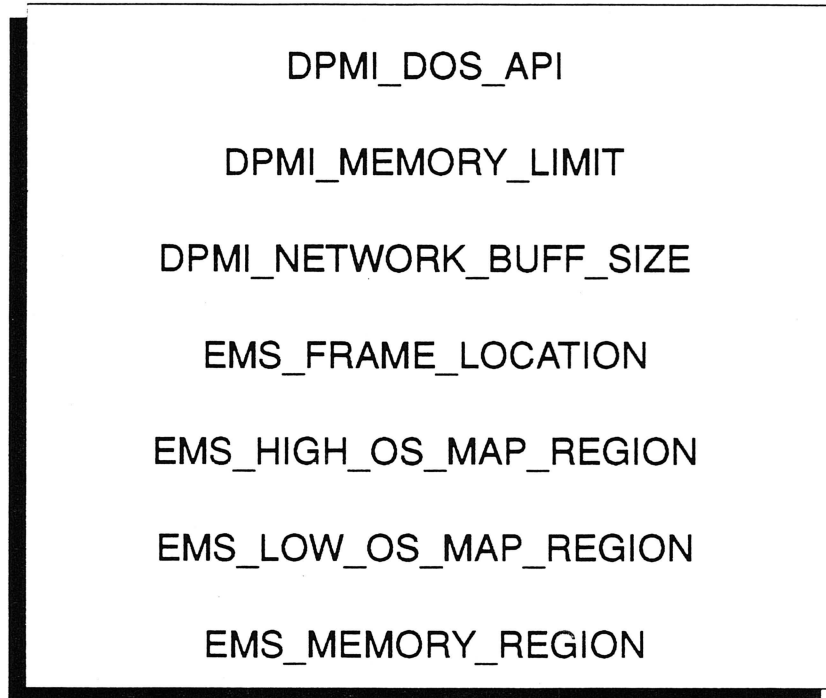 DPMI_DOS_API
DPMI_MEMORY_LIMIT
DPMI_NETWORK_BUFF_SIZE
EMS_FRAME_LOCATION
EMS_HIGH_OS_MAP_REGION
EMS_LOW_OS_MAP_REGION
EMS_MEMORY_REGION